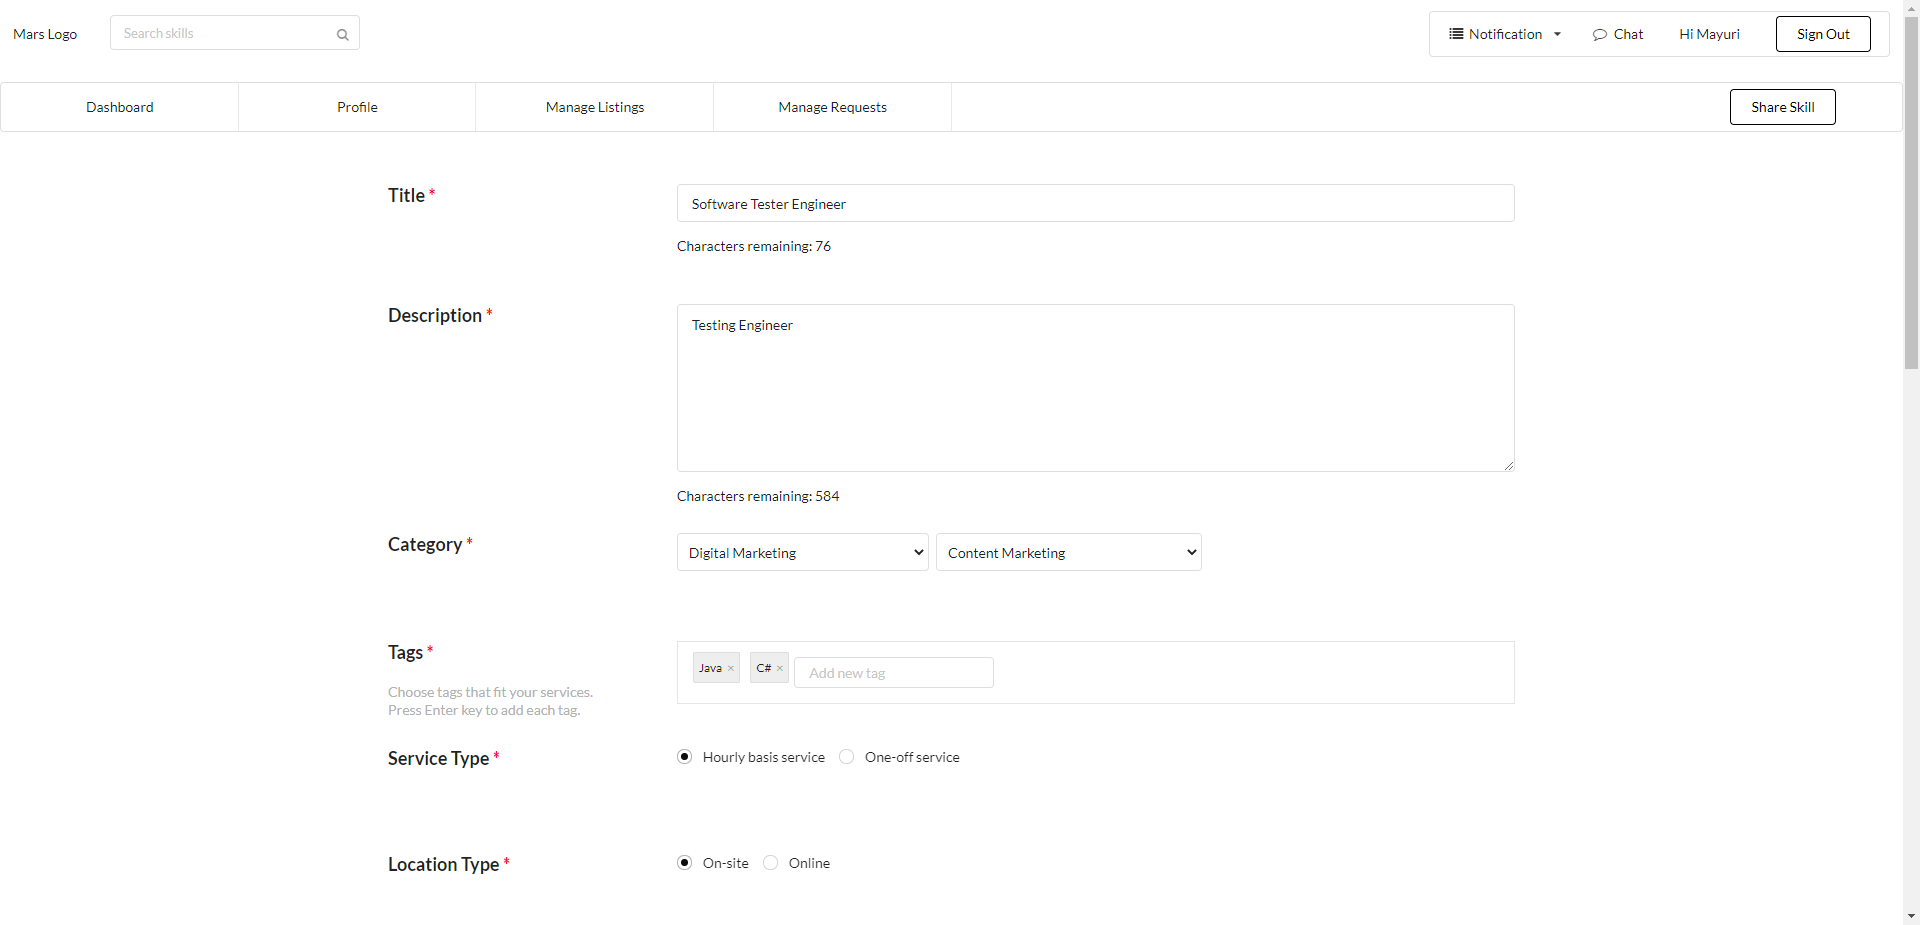 Mars Logo
Search skills
Notification
Chat
Hi Mayuri
Sign Out
Dashboard
Profile
Manage Listings
Manage Requests
Share Skill
Title *
Software Tester Engineer
Characters remaining: 76
Description *
Testing Engineer
Characters remaining: 584
Category *
Digital Marketing
Content Marketing
Tags *
Choose tags that fit your services.
Press Enter key to add each tag.
Java ×
C# ×
Add new tag
Service Type *
Hourly basis service
One-off service
Location Type *
On-site
Online